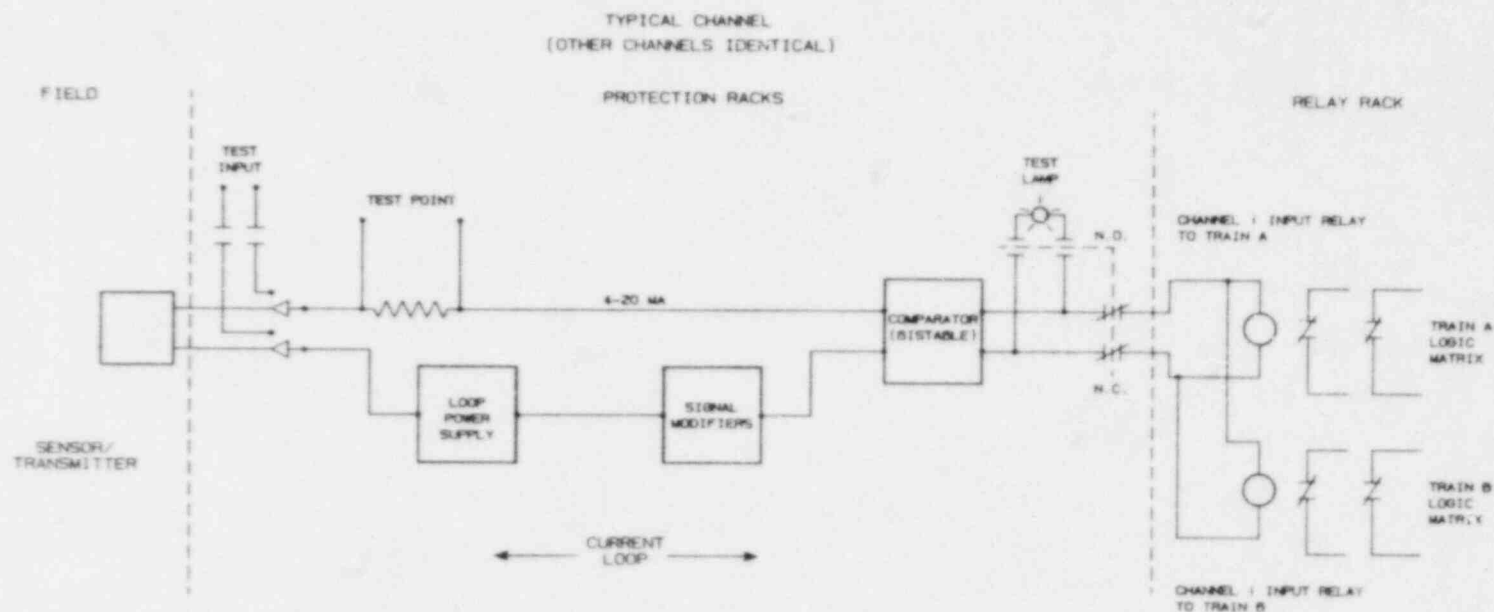 TYPICAL CHANNEL
(OTHER CHANNELS IDENTICAL)
FIELD
PROTECTION RACKS
RELAY RACK
TEST
INPUT
TEST POINT
TEST
LAMP
N.O.
CHANNEL I INPUT RELAY
TO TRAIN A
4-20 MA
COMPARATOR
(BISTABLE)
TRAIN A
LOGIC
MATRIX
N.C.
LOOP
POWER
SUPPLY
SIGNAL
MODIFIERS
SENSOR/
TRANSMITTER
TRAIN B
LOGIC
MATRIX
CURRENT
LOOP
CHANNEL I INPUT RELAY
TO TRAIN B